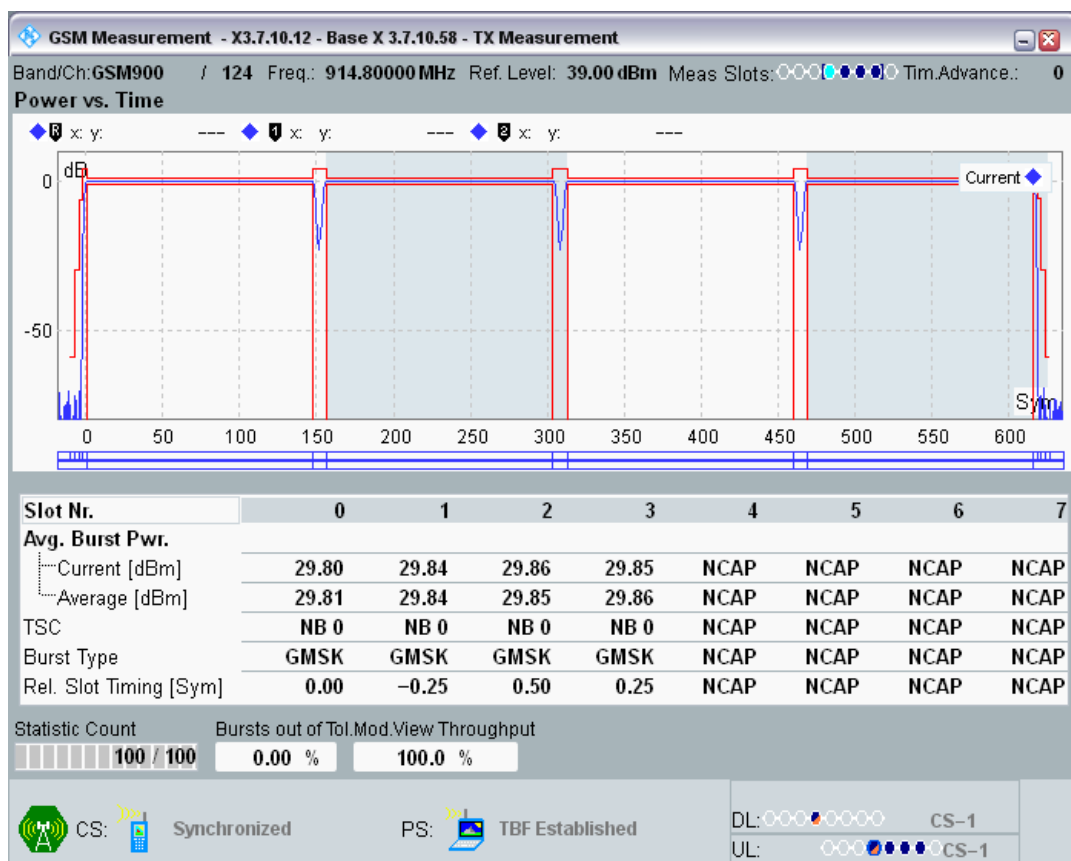 GSM Measurement - X3.7.10.12 - Base X 3.7.10.58 - TX Measurement
Band/Ch:GSM900 / 124 Freq.: 914.80000 MHz Ref. Level: 39.00 dBm Meas Slots: Tim.Advance.: 0
Power vs. Time
R x: y: --- 1 x: y: --- 2 x: y: ---
dB
Current
0
-50
Sym
0 50 100 150 200 250 300 350 400 450 500 550 600
Slot Nr. 0 1 2 3 4 5 6 7
Avg. Burst Pwr.
Current [dBm] 29.80 29.84 29.86 29.85 NCAP NCAP NCAP NCAP
Average [dBm] 29.81 29.84 29.85 29.86 NCAP NCAP NCAP NCAP
TSC NB 0 NB 0 NB 0 NB 0 NCAP NCAP NCAP NCAP
Burst Type GMSK GMSK GMSK GMSK NCAP NCAP NCAP NCAP
Rel. Slot Timing [Sym] 0.00 −0.25 0.50 0.25 NCAP NCAP NCAP NCAP
Statistic Count Bursts out of Tol. Mod.View Throughput
100 / 100 0.00 % 100.0 %
CS: Synchronized PS: TBF Established DL: CS−1
UL: CS−1